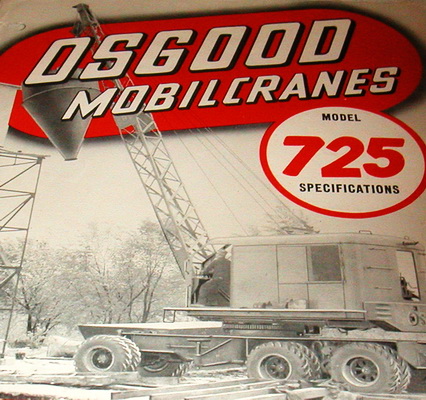 OSGOOD
MOBILCRANES
MODEL
725
SPECIFICATIONS